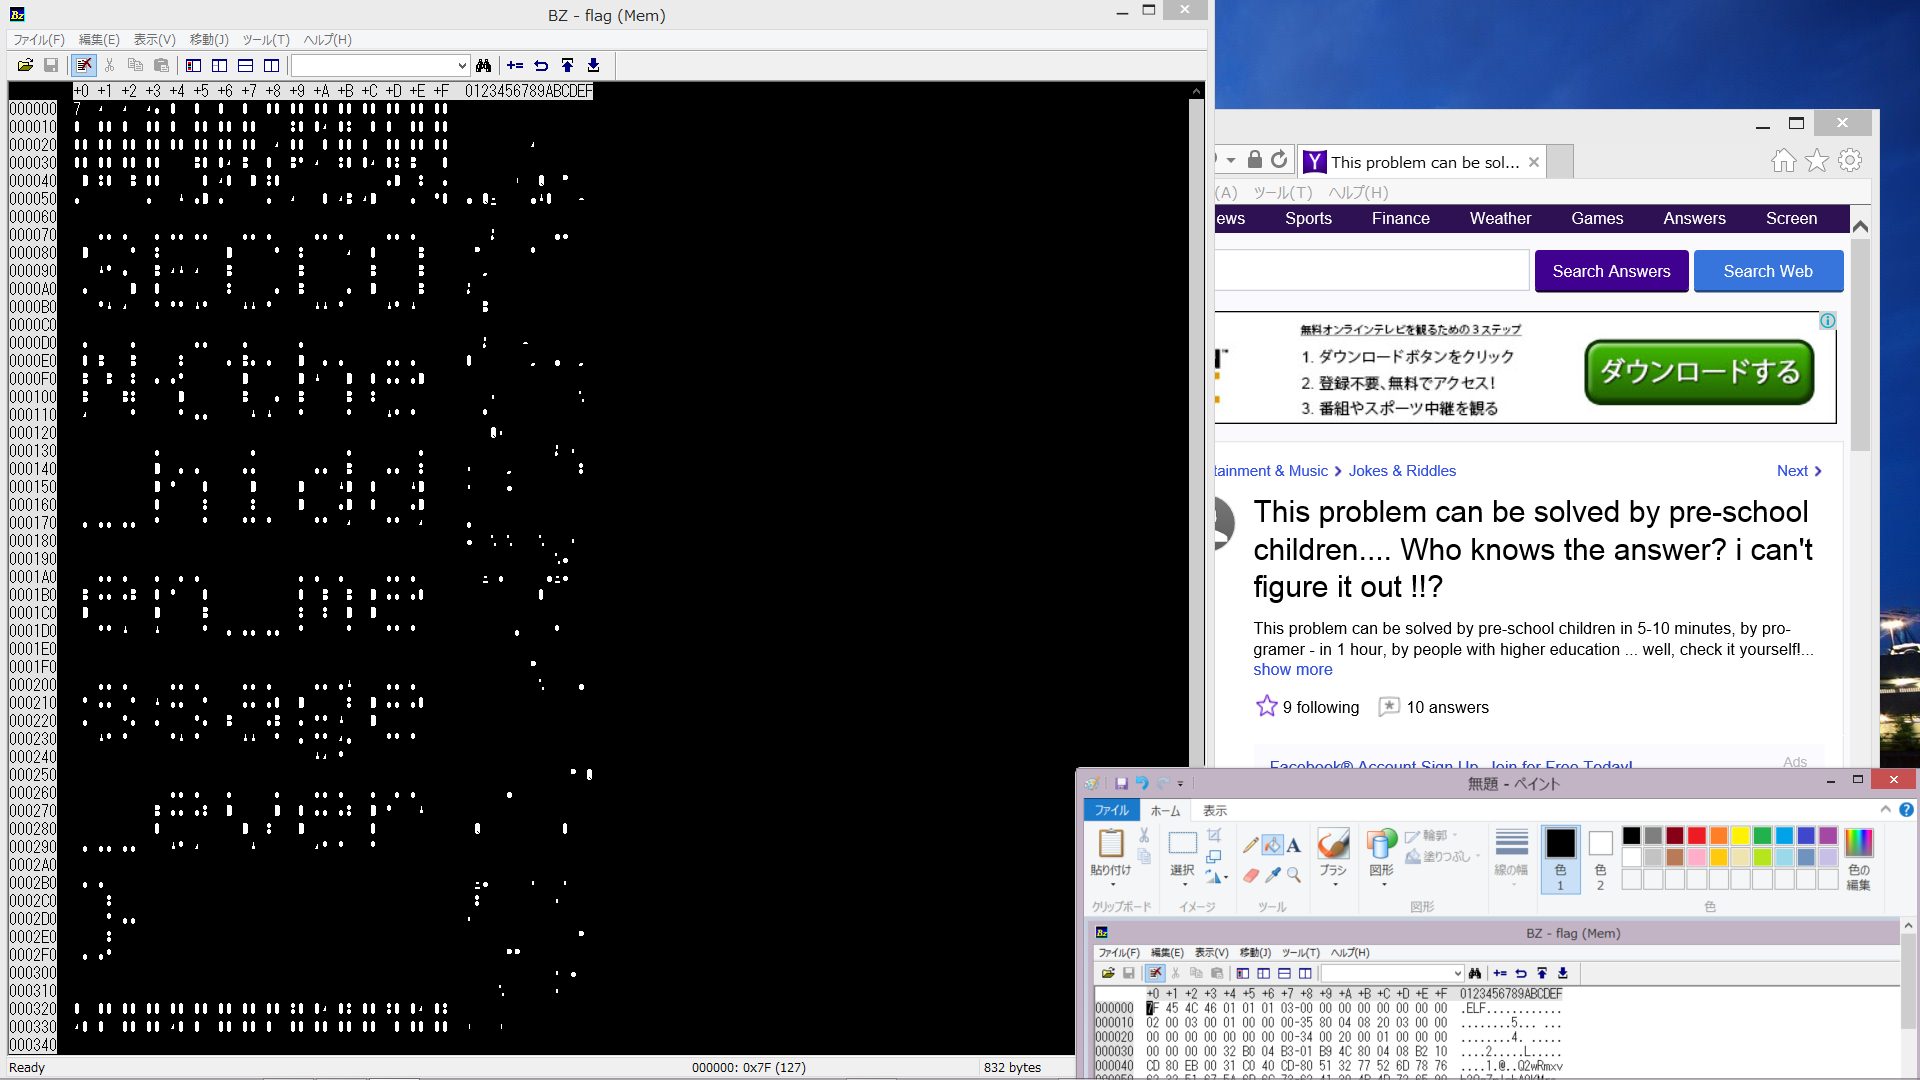 BZ - flag (Mem)
ファイル(F) 編集(E) 表示(V) 移動(J) ツール(T) ヘルプ(H)
+0 +1 +2 +3 +4 +5 +6 +7 +8 +9 +A +B +C +D +E +F 0123456789ABCDEF
000000 7
000010
000020
000030
000040
000050
000060
000070
000080
000090
0000A0
0000B0
0000C0
0000D0
0000E0
0000F0
000100
000110
000120
000130
000140
000150
000160
000170
000180
000190
0001A0
0001B0
0001C0
0001D0
0001E0
0001F0
000200
000210
000220
000230
000240
000250
000260
000270
000280
000290
0002A0
0002B0
0002C0
0002D0
0002E0
0002F0
000300
000310
000320
000330
000340
SECCO
N{the
_hidd
en_me
ssage
_ever
}
Ready 000000: 0x7F (127) 832 bytes
This problem can be sol...
(A) ツール(T) ヘルプ(H)
ews Sports Finance Weather Games Answers Screen
Search Answers Search Web
無料オンラインテレビを観るための3ステップ
1. ダウンロードボタンをクリック
2. 登録不要、無料でアクセス!
3. 番組やスポーツ中継を観る
ダウンロードする
tainment & Music Jokes & Riddles Next
This problem can be solved by pre-school
children.... Who knows the answer? i can't
figure it out !!?
This problem can be solved by pre-school children in 5-10 minutes, by pro-
gramer - in 1 hour, by people with higher education ... well, check it yourself!...
show more
9 following 10 answers
Facebook® Account Sign Up - Join for Free Today!
Ads
無題 - ペイント
ファイル ホーム 表示
貼り付け 選択 ブラシ 図形 輪郭 塗りつぶし 線の幅 色 1 色 2 色の編集
クリップボード イメージ ツール 図形 色
BZ - flag (Mem)
ファイル(F) 編集(E) 表示(V) 移動(J) ツール(T) ヘルプ(H)
+0 +1 +2 +3 +4 +5 +6 +7 +8 +9 +A +B +C +D +E +F 0123456789ABCDEF
000000 7F 45 4C 46 01 01 01 03-00 00 00 00 00 00 00 00 .ELF............
000010 02 00 03 00 01 00 00 00-35 80 04 08 20 03 00 00 ........5... ...
000020 00 00 00 00 00 00 00 00-34 00 20 00 01 00 00 00 ........4. .....
000030 00 00 00 00 32 B0 04 B3-01 B9 4C 80 04 08 B2 10 ....2.....L.....
000040 CD 80 EB 00 31 C0 40 CD-80 51 32 77 52 6D 78 76 ....1.@..Q2wRmxv